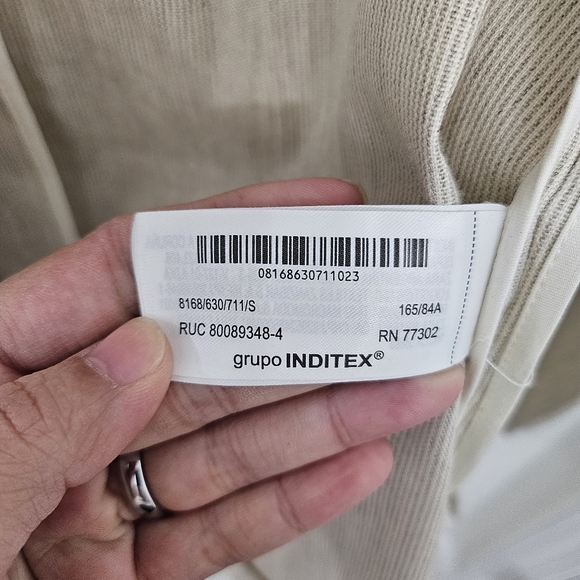 08168630711023
8168/630/711/S 165/84A
RUC 80089348-4 RN 77302
grupo INDITEX®